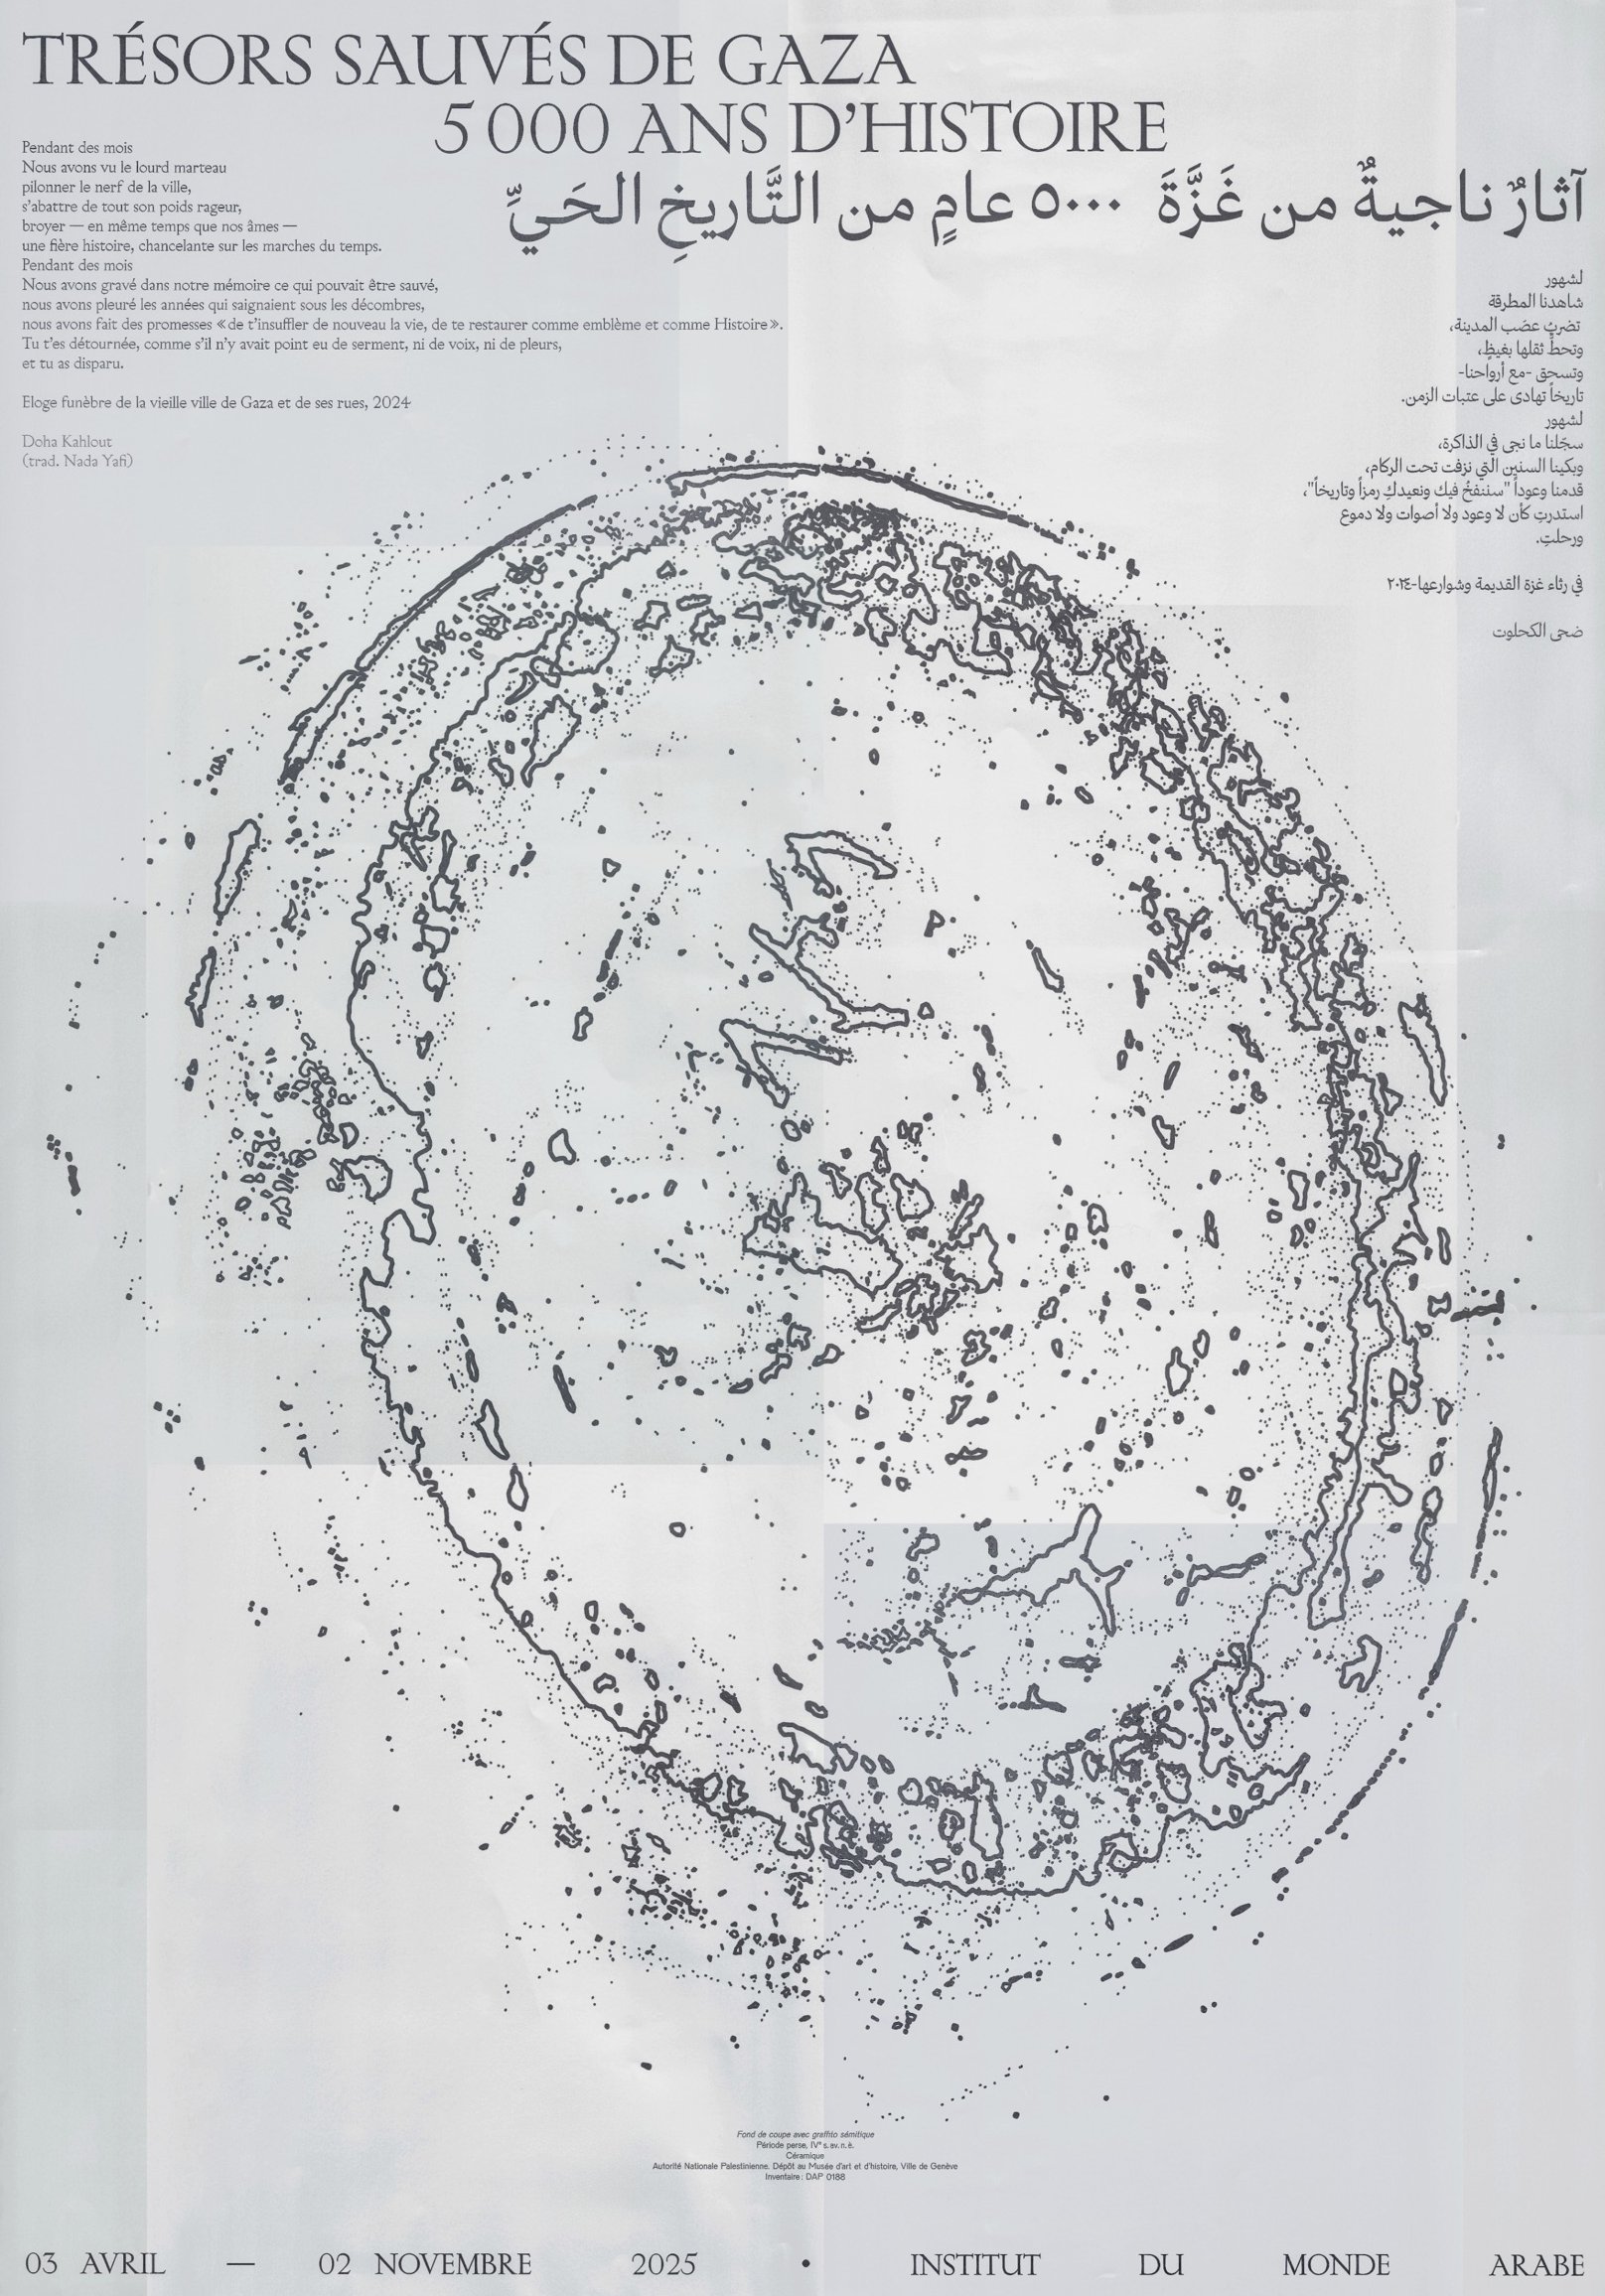 TRÉSORS SAUVÉS DE GAZA
5 000 ANS D’HISTOIRE
آثارٌ ناجيةٌ من غَزَّةَ ٥٠٠٠ عامٍ من التَّاريخِ الحَيِّ
Pendant des mois
Nous avons vu le lourd marteau
pilonner le nerf de la ville,
s’abattre de tout son poids rageur,
broyer — en même temps que nos âmes —
une fière histoire, chancelante sur les marches du temps.
Pendant des mois
Nous avons gravé dans notre mémoire ce qui pouvait être sauvé,
nous avons pleuré les années qui saignaient sous les décombres,
nous avons fait des promesses « de t’insuffler de nouveau la vie, de te restaurer comme emblème et comme Histoire ».
Tu t’es détournée, comme s’il n’y avait point eu de serment, ni de voix, ni de pleurs,
et tu as disparu.
Eloge funèbre de la vieille ville de Gaza et de ses rues, 2024
Doha Kahlout
(trad. Nada Yafi)
لشهور
شاهدنا المطرقة
تضربُ عصَب المدينة،
وتحطُّ ثقلها بغيظٍ،
وتسحق -مع أرواحنا-
تاريخاً تهادى على عتبات الزمن.
لشهور
سجّلنا ما نجى في الذاكرة،
وبكينا السنين التي نزفت تحت الركام،
قدمنا وعوداً "سننفخُ فيك ونعيدكِ رمزاً وتاريخاً"،
استدرتِ كأن لا وعود ولا أصوات ولا دموع
ورحلتِ.
في رثاء غزة القديمة وشوارعها-٢٠٢٤
ضحى الكحلوت
Fond de coupe avec graffito sémitique
Période perse, IVᵉ s. av. n. è.
Céramique
Autorité Nationale Palestinienne. Dépôt au Musée d’art et d’histoire, Ville de Genève
Inventaire : DAP 0188
03 AVRIL — 02 NOVEMBRE 2025 • INSTITUT DU MONDE ARABE